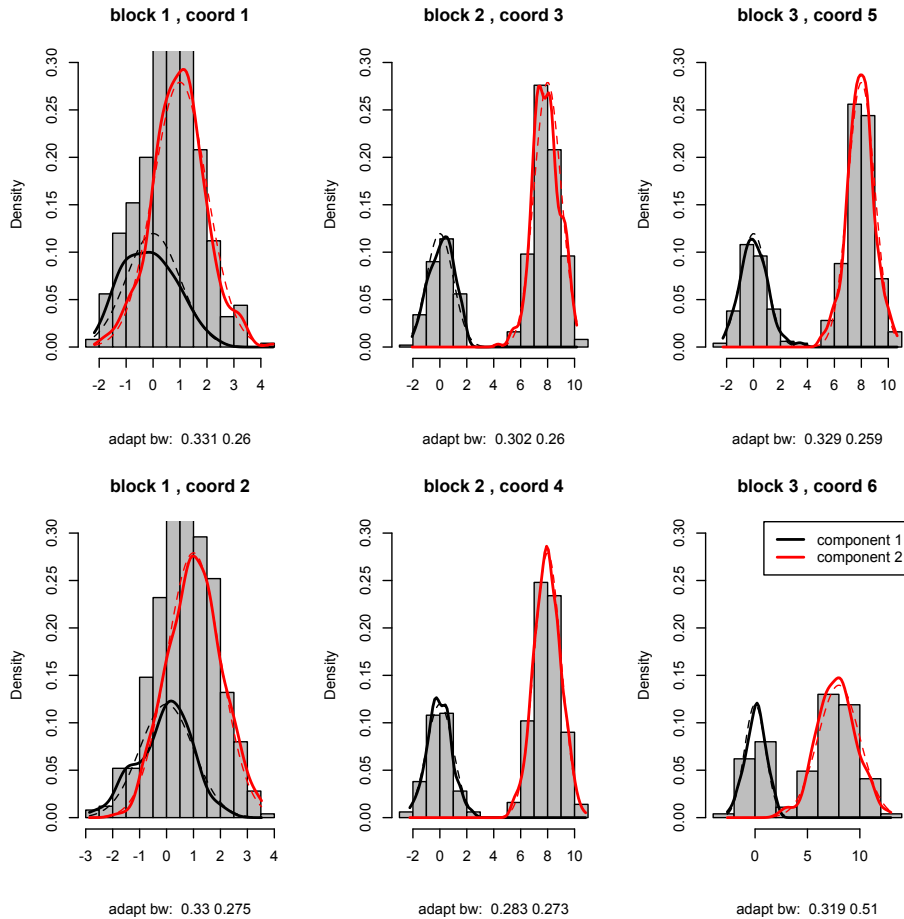 block 1 , coord 1
block 2 , coord 3
block 3 , coord 5
Density
0.00 0.05 0.10 0.15 0.20 0.25 0.30
-2 -1 0 1 2 3 4
adapt bw: 0.331 0.26
Density
0.00 0.05 0.10 0.15 0.20 0.25 0.30
-2 0 2 4 6 8 10
adapt bw: 0.302 0.26
Density
0.00 0.05 0.10 0.15 0.20 0.25 0.30
-2 0 2 4 6 8 10
adapt bw: 0.329 0.259
block 1 , coord 2
block 2 , coord 4
block 3 , coord 6
Density
0.00 0.05 0.10 0.15 0.20 0.25 0.30
-3 -2 -1 0 1 2 3 4
adapt bw: 0.33 0.275
Density
0.00 0.05 0.10 0.15 0.20 0.25 0.30
-2 0 2 4 6 8 10
adapt bw: 0.283 0.273
Density
0.00 0.05 0.10 0.15 0.20 0.25 0.30
component 1
component 2
0 5 10
adapt bw: 0.319 0.51